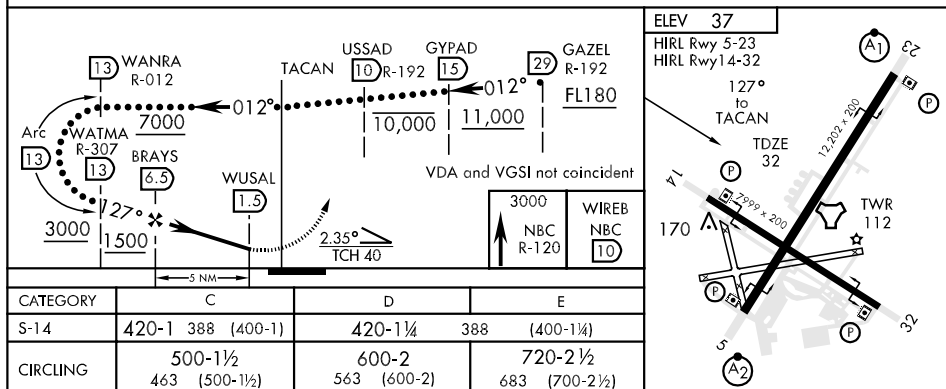 13 WANRA
R-012
TACAN
USSAD
10 R-192
GYPAD
15
29 GAZEL
R-192
FL180
012°
012°
7000
10,000
11,000
Arc
13
WATMA
R-307
13
BRAYS
6.5
WUSAL
1.5
VDA and VGSI not coincident
127°
3000
1500
5 NM
2.35°
TCH 40
3000
NBC
R-120
WIREB
NBC
10
CATEGORY C D E
S-14 420-1 388 (400-1) 420-1¼ 388 (400-1¼)
CIRCLING 500-1½ 600-2 720-2½
463 (500-1½) 563 (600-2) 683 (700-2½)
ELEV 37
HIRL Rwy 5-23
HIRL Rwy14-32
127°
to
TACAN
TDZE
32
A1
23
P
12,202 x 200
P
14
7999 x 200
170
TWR
112
P
P
32
5
A2